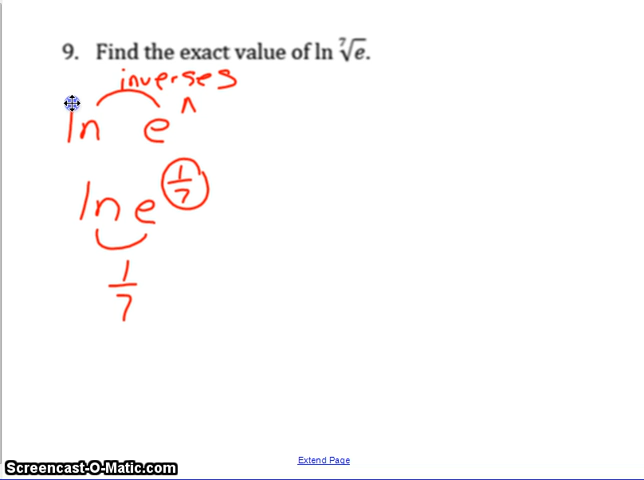 9. Find the exact value of ln ⁷√e.
inverses
ln e ^
ln e^(1/7)
1/7
Extend Page
Screencast-O-Matic.com